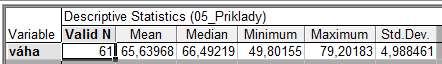 Descriptive Statistics (05_Priklady)
Variable Valid N Mean Median Minimum Maximum Std.Dev.
váha 61 65,63968 66,49219 49,80155 79,20183 4,988461